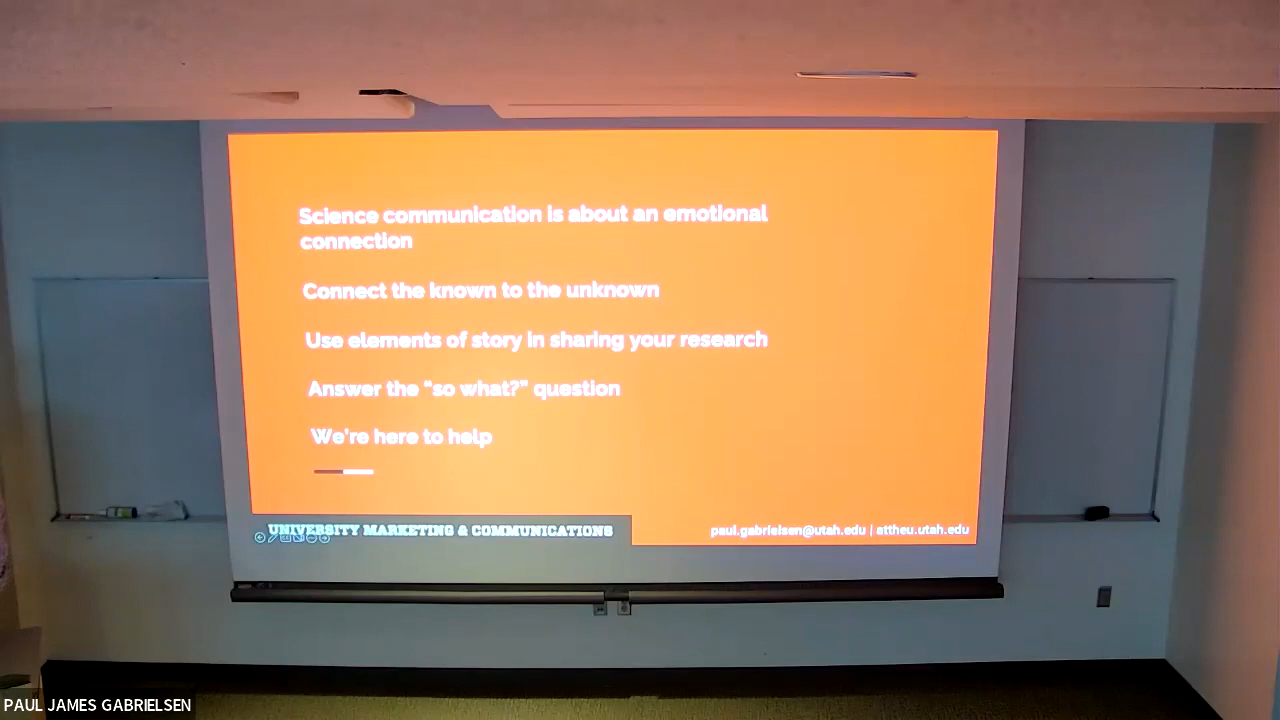 Science communication is about an emotional
connection
Connect the known to the unknown
Use elements of story in sharing your research
Answer the “so what?” question
We're here to help
UNIVERSITY MARKETING & COMMUNICATIONS
paul.gabrielsen@utah.edu | attheu.utah.edu
PAUL JAMES GABRIELSEN